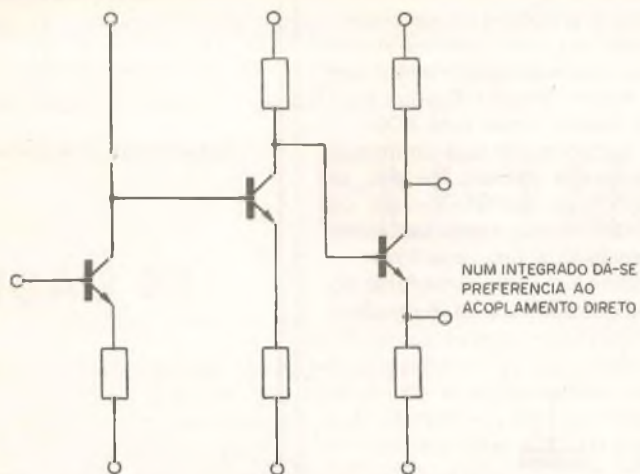 NUM INTEGRADO DÁ-SE
PREFERÊNCIA AO
ACOPLAMENTO DIRETO